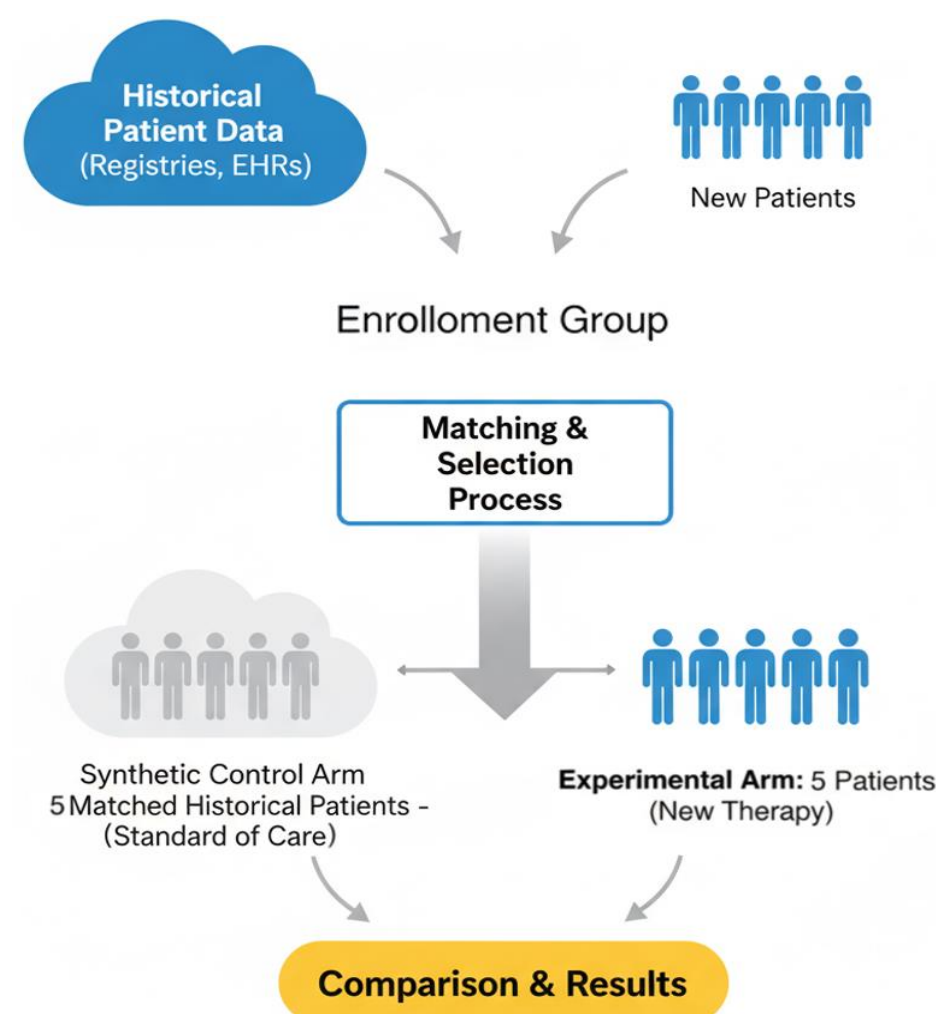 Historical
Patient Data
(Registries, EHRs)
New Patients
Enrolloment Group
Matching &
Selection
Process
Synthetic Control Arm
5 Matched Historical Patients -
(Standard of Care)
Experimental Arm: 5 Patients
(New Therapy)
Comparison & Results